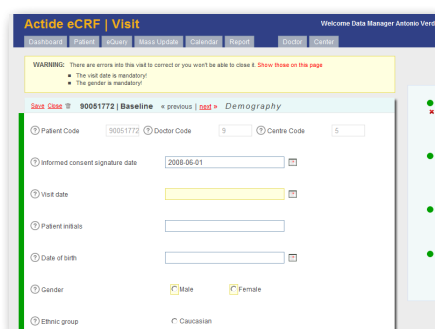 Actide eCRF | Visit
Welcome Data Manager Antonio Verd
Dashboard Patient eQuery Mass Update Calendar Report Doctor Center
WARNING: There are errors into this visit to correct or you won't be able to close it. Show those on this page
The visit date is mandatory!
The gender is mandatory!
Save Close 90051772 | Baseline « previous | next » Demography
? Patient Code 90051772 ? Doctor Code 9 ? Centre Code 5
? Informed consent signature date 2008-06-01
? Visit date
? Patient initials
? Date of birth
? Gender Male Female
? Ethnic group Caucasian